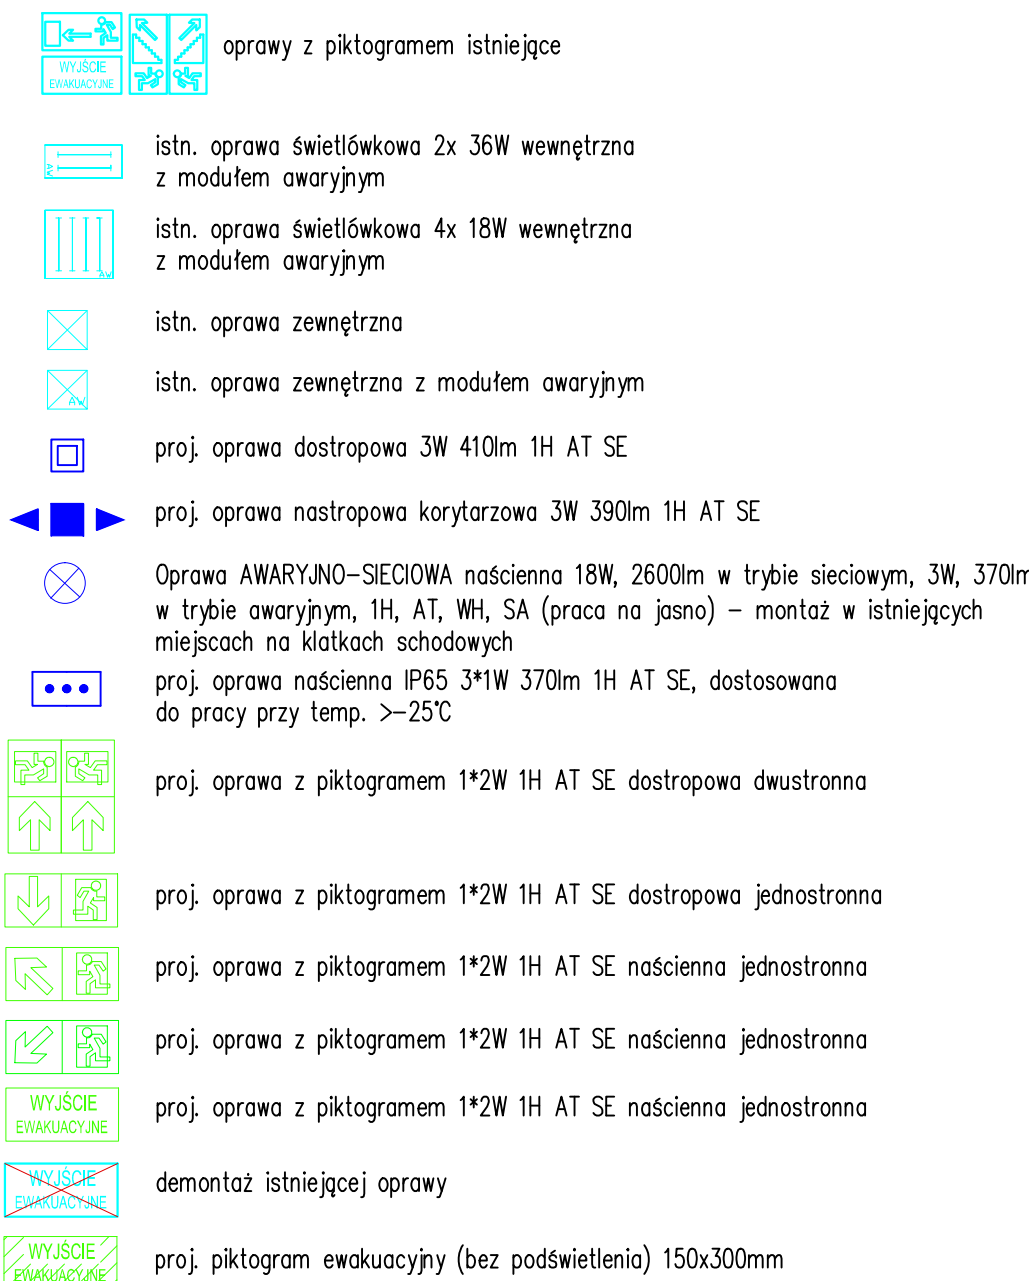 oprawy z piktogramem istniejące
WYJŚCIE
EWAKUACYJNE
istn. oprawa świetlówkowa 2x 36W wewnętrzna
z modułem awaryjnym
AW
istn. oprawa świetlówkowa 4x 18W wewnętrzna
z modułem awaryjnym
AW
istn. oprawa zewnętrzna
istn. oprawa zewnętrzna z modułem awaryjnym
AW
proj. oprawa dostropowa 3W 410lm 1H AT SE
proj. oprawa nastropowa korytarzowa 3W 390lm 1H AT SE
Oprawa AWARYJNO–SIECIOWA naścienna 18W, 2600lm w trybie sieciowym, 3W, 370lm
w trybie awaryjnym, 1H, AT, WH, SA (praca na jasno) – montaż w istniejących
miejscach na klatkach schodowych
proj. oprawa naścienna IP65 3*1W 370lm 1H AT SE, dostosowana
do pracy przy temp. >–25°C
proj. oprawa z piktogramem 1*2W 1H AT SE dostropowa dwustronna
proj. oprawa z piktogramem 1*2W 1H AT SE dostropowa jednostronna
proj. oprawa z piktogramem 1*2W 1H AT SE naścienna jednostronna
proj. oprawa z piktogramem 1*2W 1H AT SE naścienna jednostronna
WYJŚCIE
EWAKUACYJNE
proj. oprawa z piktogramem 1*2W 1H AT SE naścienna jednostronna
WYJŚCIE
EWAKUACYJNE
demontaż istniejącej oprawy
WYJŚCIE
EWAKUACYJNE
proj. piktogram ewakuacyjny (bez podświetlenia) 150x300mm